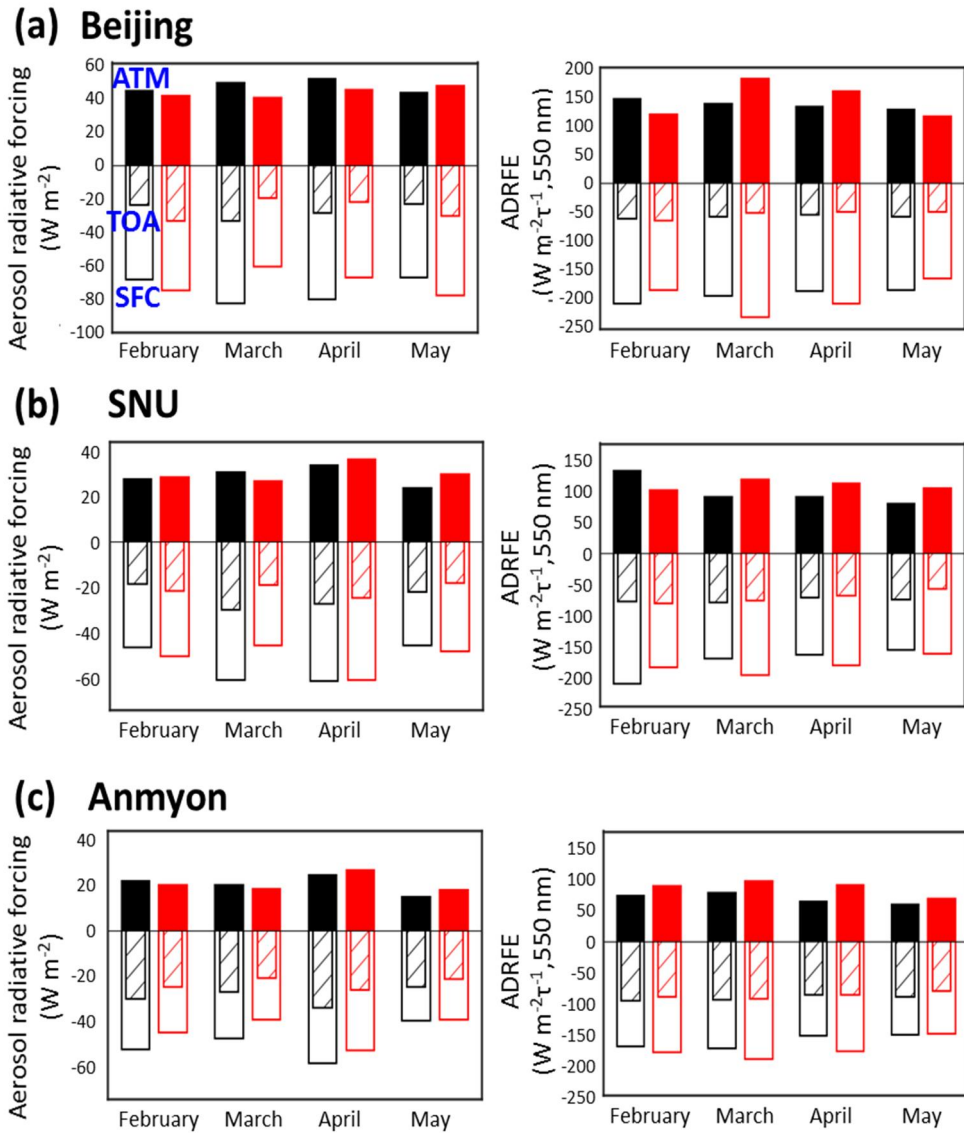 (a) Beijing
Aerosol radiative forcing
(W m⁻²)
60
40
20
0
-20
-40
-60
-80
-100
ATM
TOA
SFC
February March April May
ADRFE
(W m⁻²τ⁻¹,550 nm)
200
150
100
50
0
-50
-100
-150
-200
-250
February March April May
(b) SNU
Aerosol radiative forcing
(W m⁻²)
40
20
0
-20
-40
-60
February March April May
ADRFE
(W m⁻²τ⁻¹,550 nm)
150
100
50
0
-50
-100
-150
-200
-250
February March April May
(c) Anmyon
Aerosol radiative forcing
(W m⁻²)
40
20
0
-20
-40
-60
February March April May
ADRFE
(W m⁻²τ⁻¹,550 nm)
150
100
50
0
-50
-100
-150
-200
-250
February March April May